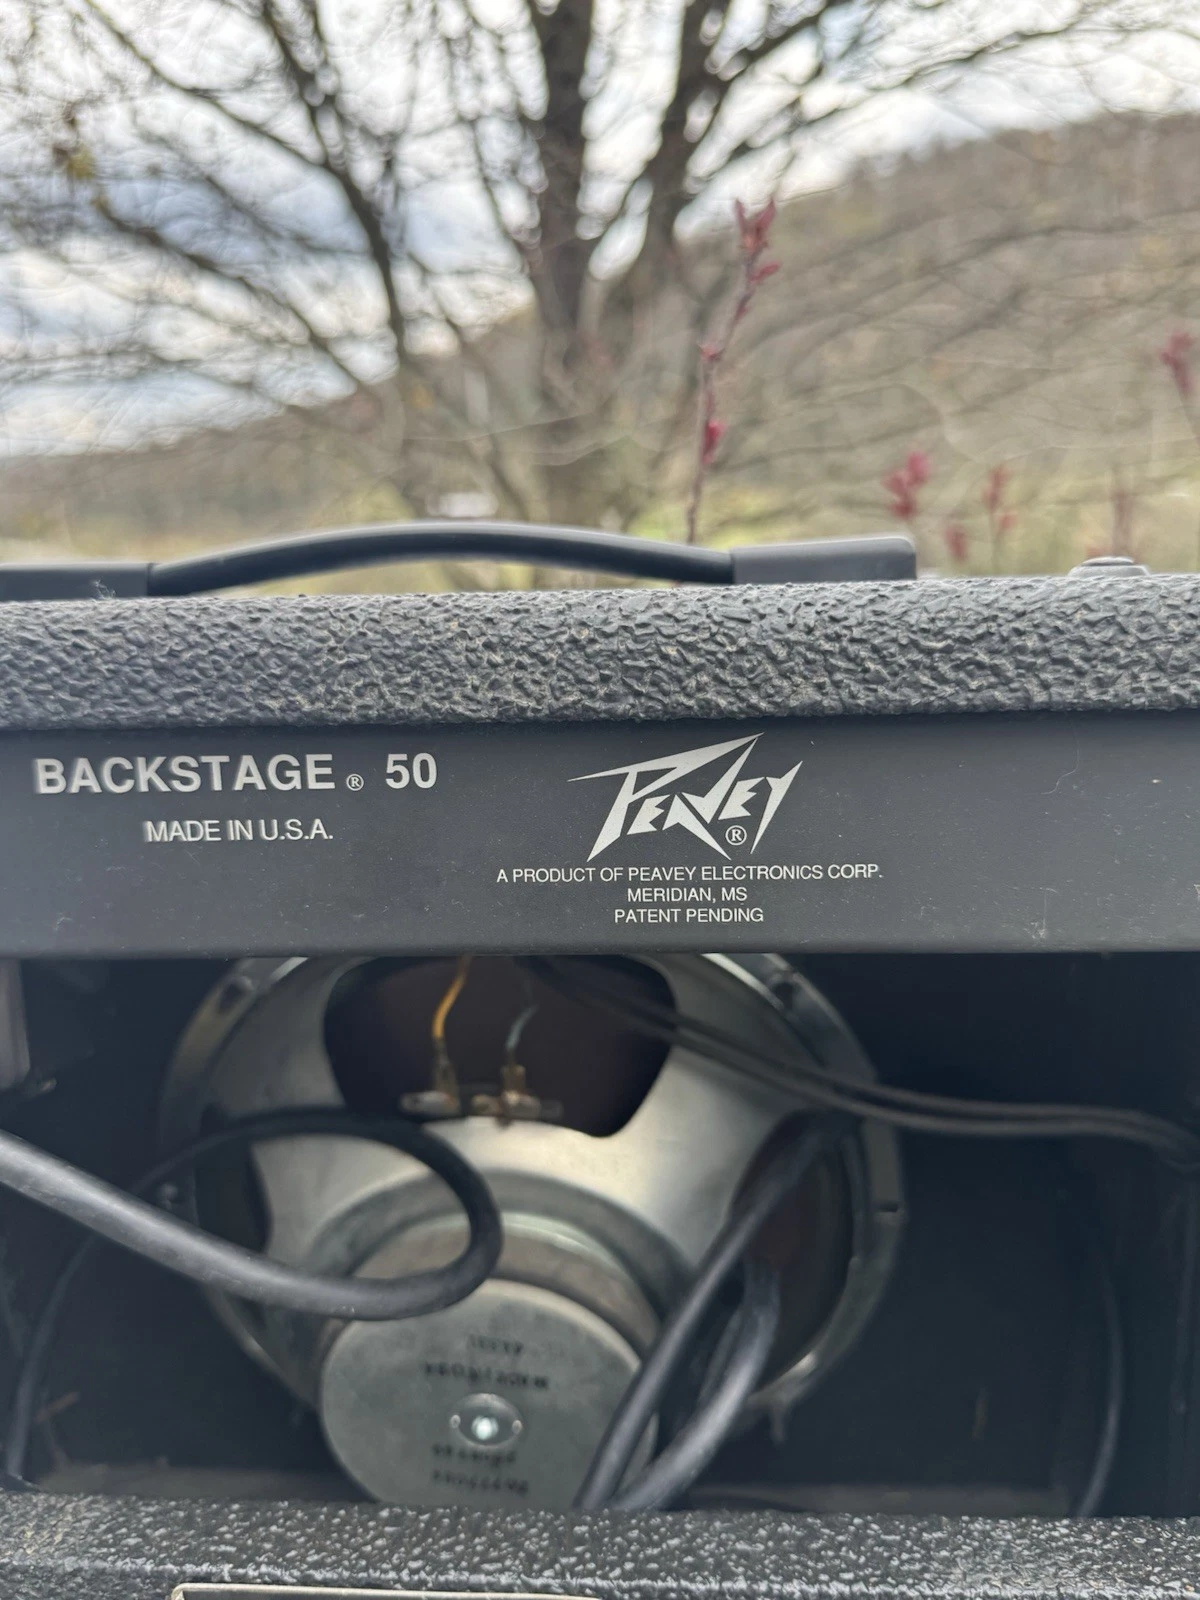 BACKSTAGE® 50
MADE IN U.S.A.
PEAVEY®
A PRODUCT OF PEAVEY ELECTRONICS CORP.
MERIDIAN, MS
PATENT PENDING